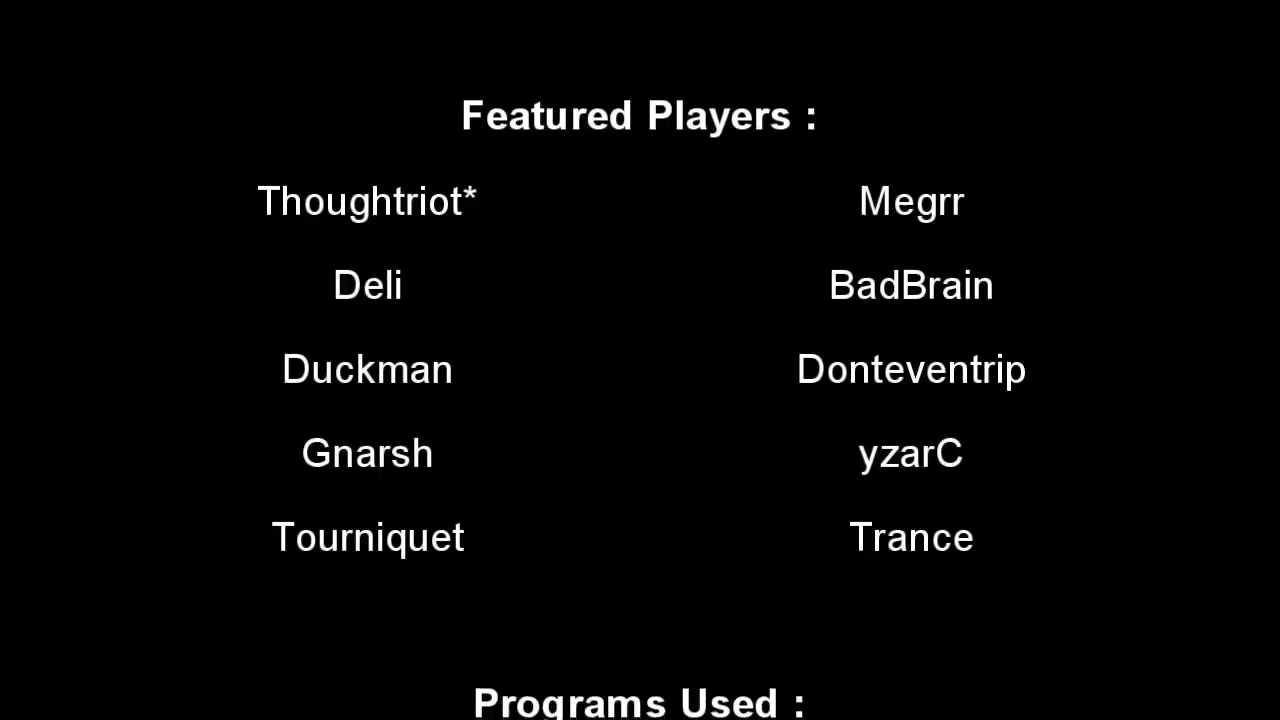 Featured Players :
Thoughtriot* Megrr
Deli BadBrain
Duckman Donteventrip
Gnarsh yzarC
Tourniquet Trance
Programs Used :